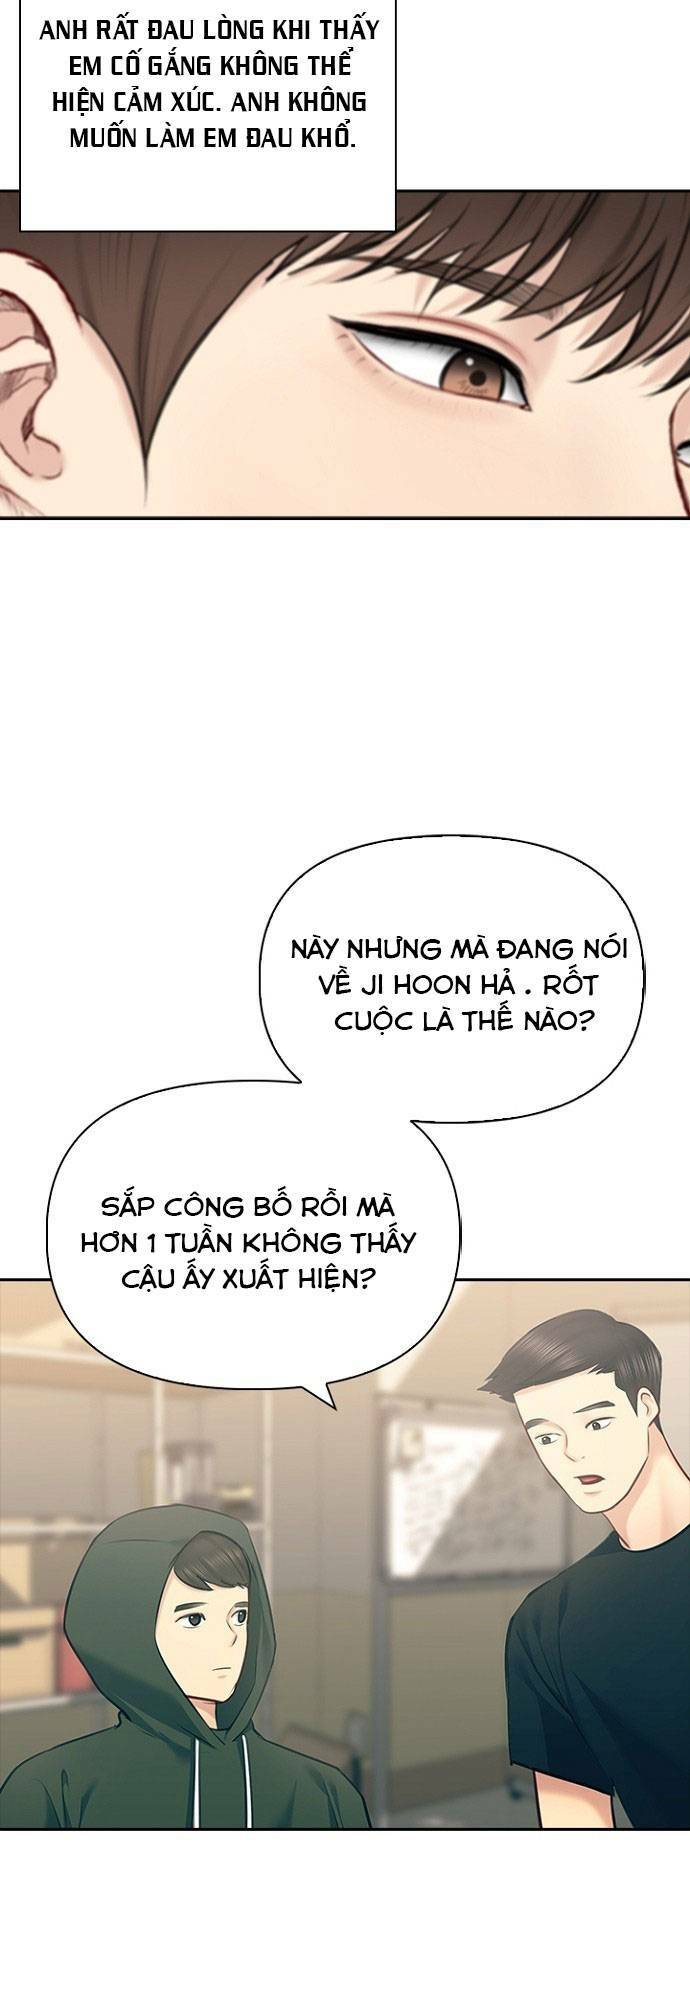 ANH RẤT ĐAU LÒNG KHI THẤY
EM CỐ GẮNG KHÔNG THỂ
HIỆN CẢM XÚC. ANH KHÔNG
MUỐN LÀM EM ĐAU KHỔ.
NÀY NHƯNG MÀ ĐANG NÓI
VỀ JI HOON HẢ . RỐT
CUỘC LÀ THẾ NÀO?
SẮP CÔNG BỐ RỒI MÀ
HƠN 1 TUẦN KHÔNG THẤY
CẬU ẤY XUẤT HIỆN?